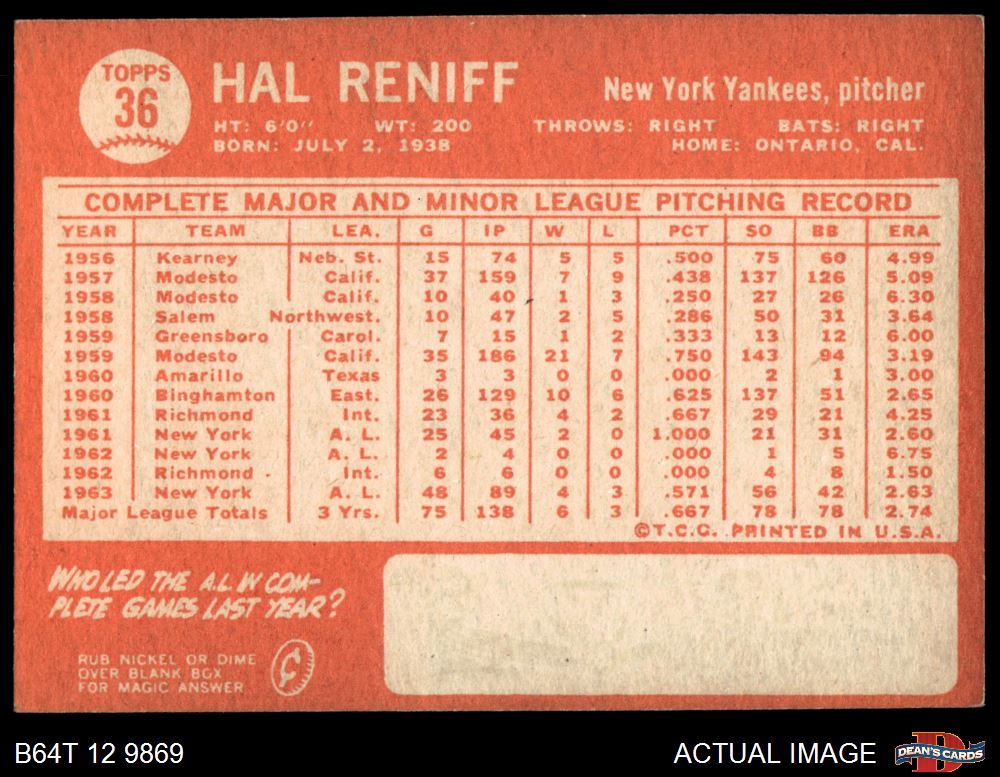 TOPPS
36
HAL RENIFF
New York Yankees, pitcher
HT: 6'0" WT: 200 THROWS: RIGHT BATS: RIGHT
BORN: JULY 2, 1938 HOME: ONTARIO, CAL.
COMPLETE MAJOR AND MINOR LEAGUE PITCHING RECORD
YEAR TEAM LEA. G IP W L PCT SO BB ERA
1956 Kearney Neb. St. 15 74 5 5 .500 75 60 4.99
1957 Modesto Calif. 37 159 7 9 .438 137 126 5.09
1958 Modesto Calif. 10 40 1 3 .250 27 26 6.30
1958 Salem Northwest. 10 47 2 5 .286 50 31 3.64
1959 Greensboro Carol. 7 15 1 2 .333 13 12 6.00
1959 Modesto Calif. 35 186 21 7 .750 143 94 3.19
1960 Amarillo Texas 3 3 0 0 .000 2 1 3.00
1960 Binghamton East. 26 129 10 6 .625 137 51 2.65
1961 Richmond Int. 23 36 4 2 .667 29 21 4.25
1961 New York A. L. 25 45 2 0 1.000 21 31 2.60
1962 New York A. L. 2 4 0 0 .000 1 5 6.75
1962 Richmond Int. 6 6 0 0 .000 4 8 1.50
1963 New York A. L. 48 89 4 3 .571 56 42 2.63
Major League Totals 3 Yrs. 75 138 6 3 .667 78 78 2.74
©T.C.G. PRINTED IN U.S.A.
WHO LED THE A.L. IN COM-
PLETE GAMES LAST YEAR?
RUB NICKEL OR DIME
OVER BLANK BOX
FOR MAGIC ANSWER
¢
B64T 12 9869
ACTUAL IMAGE
D
DEAN'S CARDS